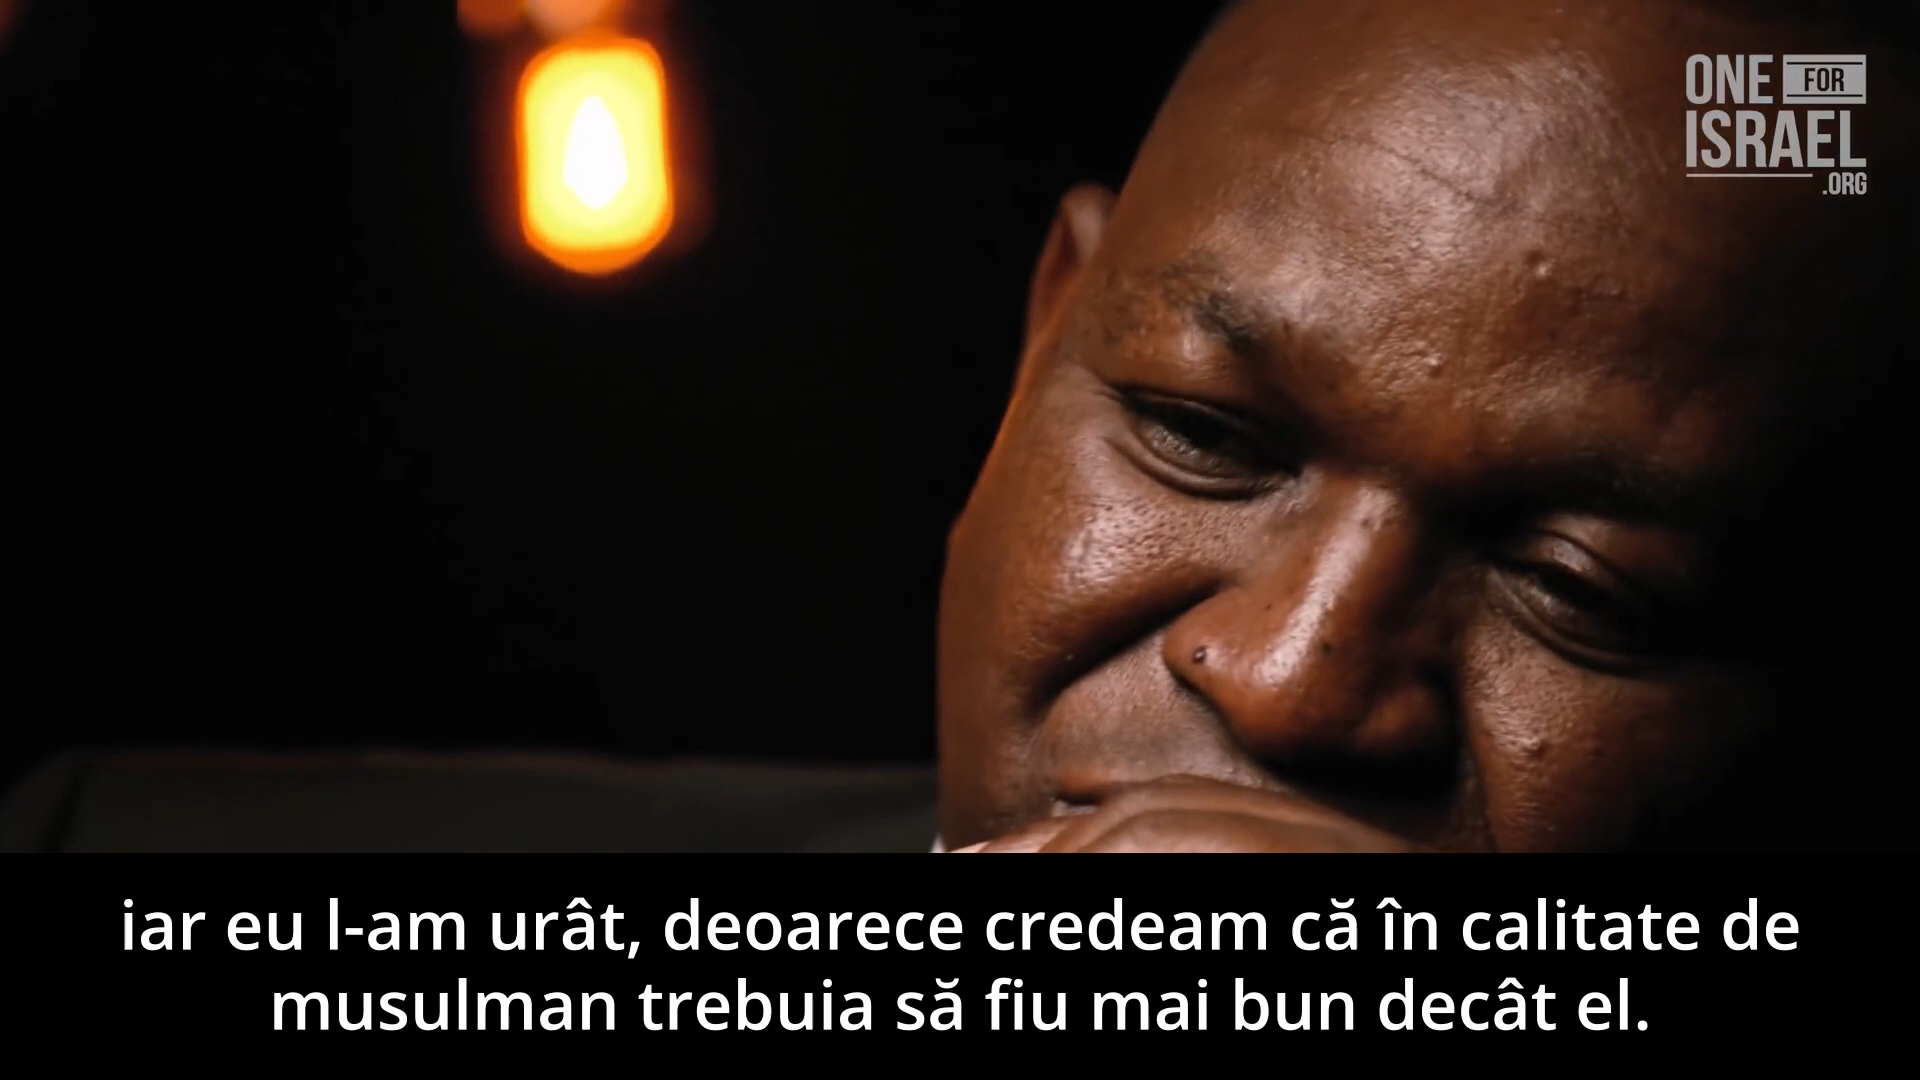 ONE FOR
ISRAEL
.ORG
iar eu l-am urât, deoarece credeam că în calitate de
musulman trebuia să fiu mai bun decât el.